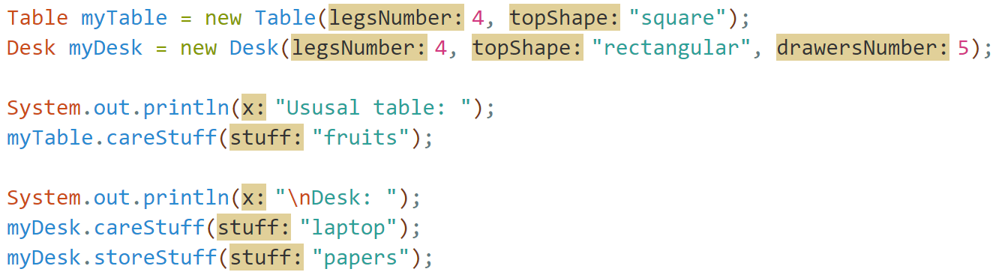 Table myTable = new Table(legsNumber: 4, topShape: "square");
Desk myDesk = new Desk(legsNumber: 4, topShape: "rectangular", drawersNumber: 5);
System.out.println(x: "Ususal table: ");
myTable.careStuff(stuff: "fruits");
System.out.println(x: "\nDesk: ");
myDesk.careStuff(stuff: "laptop");
myDesk.storeStuff(stuff: "papers");